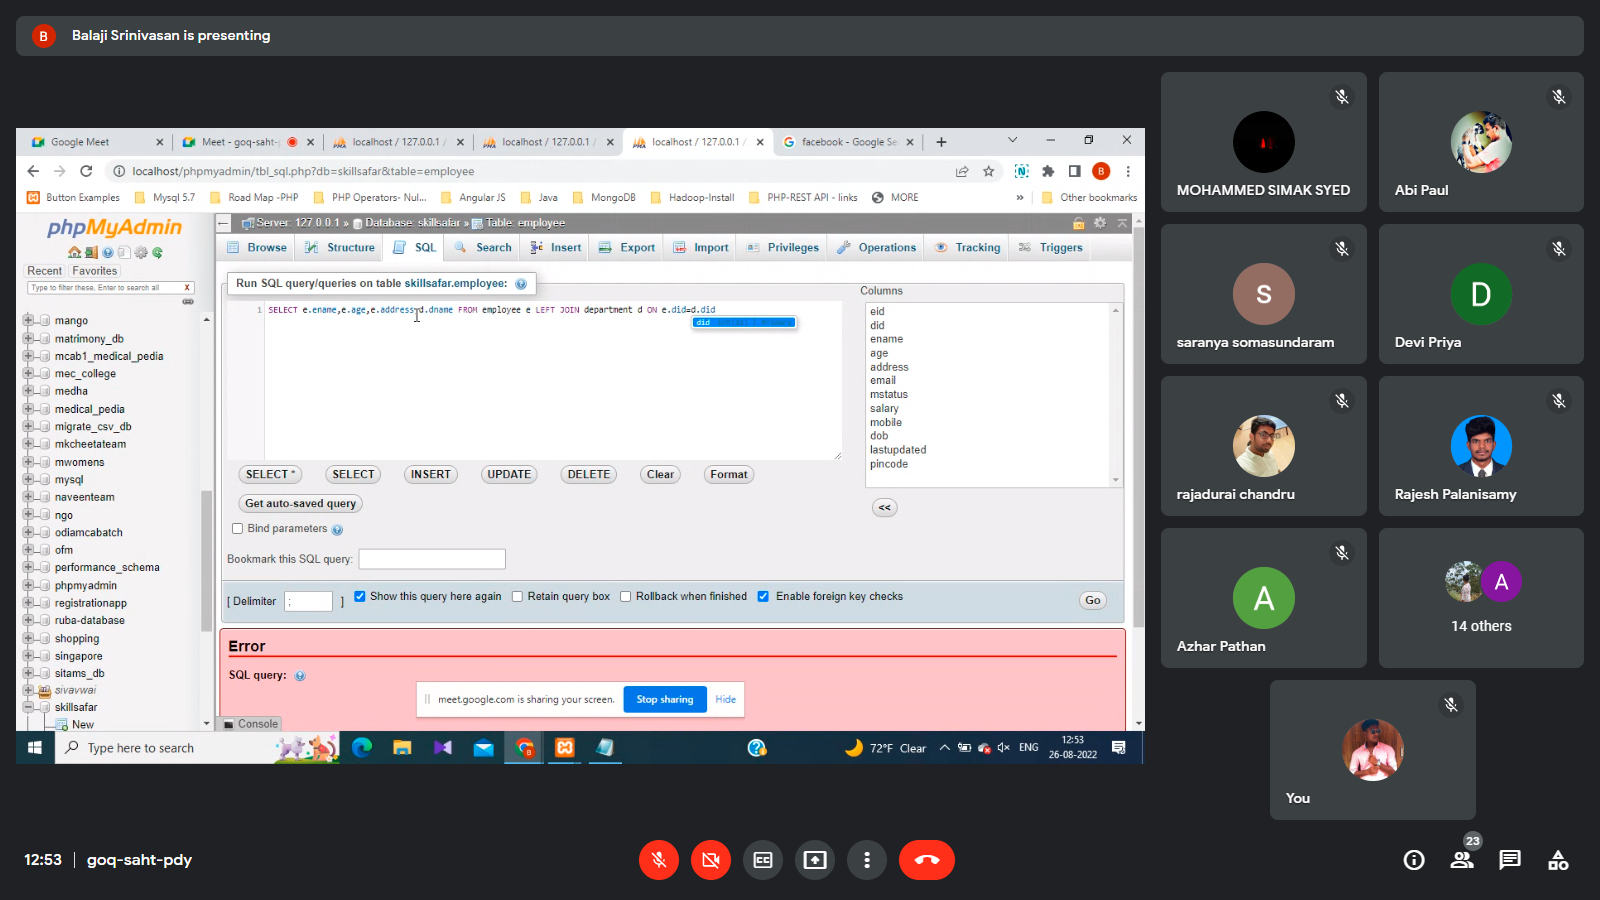 B Balaji Srinivasan is presenting
Google Meet
Meet - goq-saht-
localhost / 127.0.0.1 /
localhost / 127.0.0.1 /
localhost / 127.0.0.1 /
facebook - Google Se
localhost/phpmyadmin/tbl_sql.php?db=skillsafar&table=employee
B
Button Examples
Mysql 5.7
Road Map -PHP
PHP Operators- Nul...
Angular JS
Java
MongoDB
Hadoop-Install
PHP-REST API - links
MORE
»
Other bookmarks
phpMyAdmin
Recent Favorites
Type to filter these, Enter to search all X
mango
matrimony_db
mcab1_medical_pedia
mec_college
medha
medical_pedia
migrate_csv_db
mkcheetateam
mwomens
mysql
naveenteam
ngo
odiamcabatch
ofm
performance_schema
phpmyadmin
registrationapp
ruba-database
shopping
singapore
sitams_db
sivavwai
skillsafar
New
Server: 127.0.0.1 » Database: skillsafar » Table: employee
Browse
Structure
SQL
Search
Insert
Export
Import
Privileges
Operations
Tracking
Triggers
Run SQL query/queries on table skillsafar.employee:
1 SELECT e.ename,e.age,e.address,d.dname FROM employee e LEFT JOIN department d ON e.did=d.did
did
Columns
eid
did
ename
age
address
email
mstatus
salary
mobile
dob
lastupdated
pincode
<<
SELECT *
SELECT
INSERT
UPDATE
DELETE
Clear
Format
Get auto-saved query
Bind parameters
Bookmark this SQL query:
[ Delimiter ; ]
Show this query here again
Retain query box
Rollback when finished
Enable foreign key checks
Go
Error
SQL query:
meet.google.com is sharing your screen.
Stop sharing
Hide
Console
Type here to search
72°F Clear
ENG
12:53
26-08-2022
MOHAMMED SIMAK SYED
Abi Paul
S
saranya somasundaram
D
Devi Priya
rajadurai chandru
Rajesh Palanisamy
A
Azhar Pathan
A
14 others
You
12:53 | goq-saht-pdy
CC
23